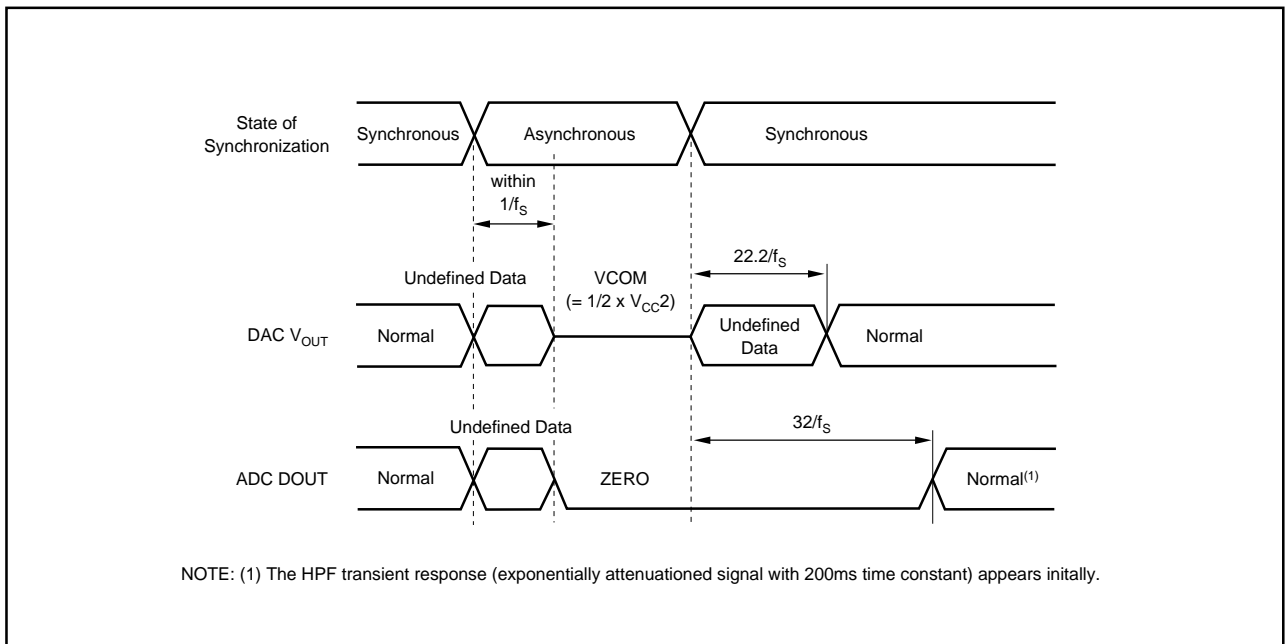 State of
Synchronization
Synchronous
Asynchronous
Synchronous
within
1/fS
22.2/fS
Undefined Data
VCOM
(= 1/2 x VCC2)
DAC VOUT
Normal
Undefined
Data
Normal
32/fS
Undefined Data
ADC DOUT
Normal
ZERO
Normal(1)
NOTE: (1) The HPF transient response (exponentially attenuationed signal with 200ms time constant) appears initally.